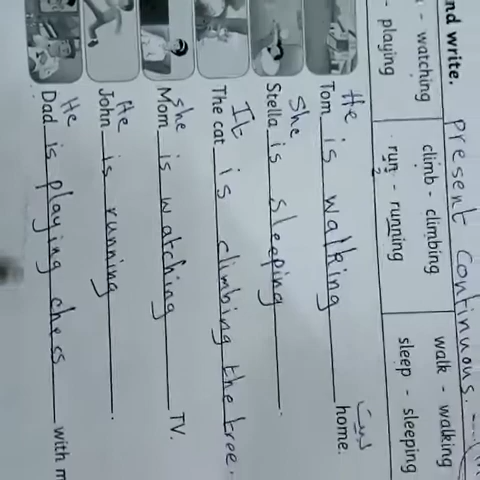 nd write.
present Continuous.
- watching climb - climbing walk - walking
- playing run - running sleep - sleeping
He
Tom is walking home. بيت
She
Stella is sleeping.
It
The cat is climbing the tree.
She
Mom is watching TV.
He
John is running.
He
Dad is playing chess with m